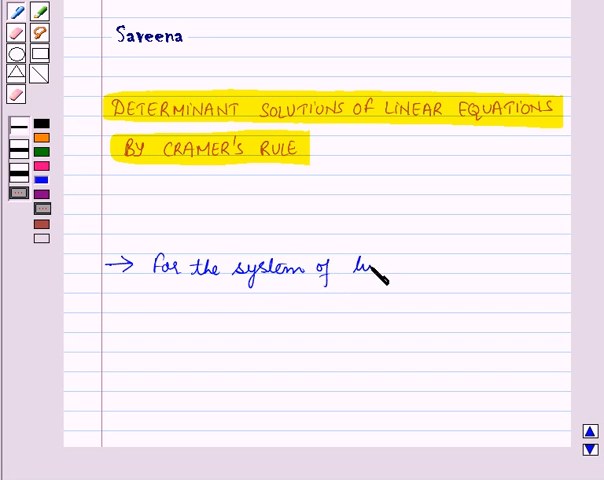 Saveena
DETERMINANT SOLUTIONS OF LINEAR EQUATIONS
BY CRAMER'S RULE
→ For the system of